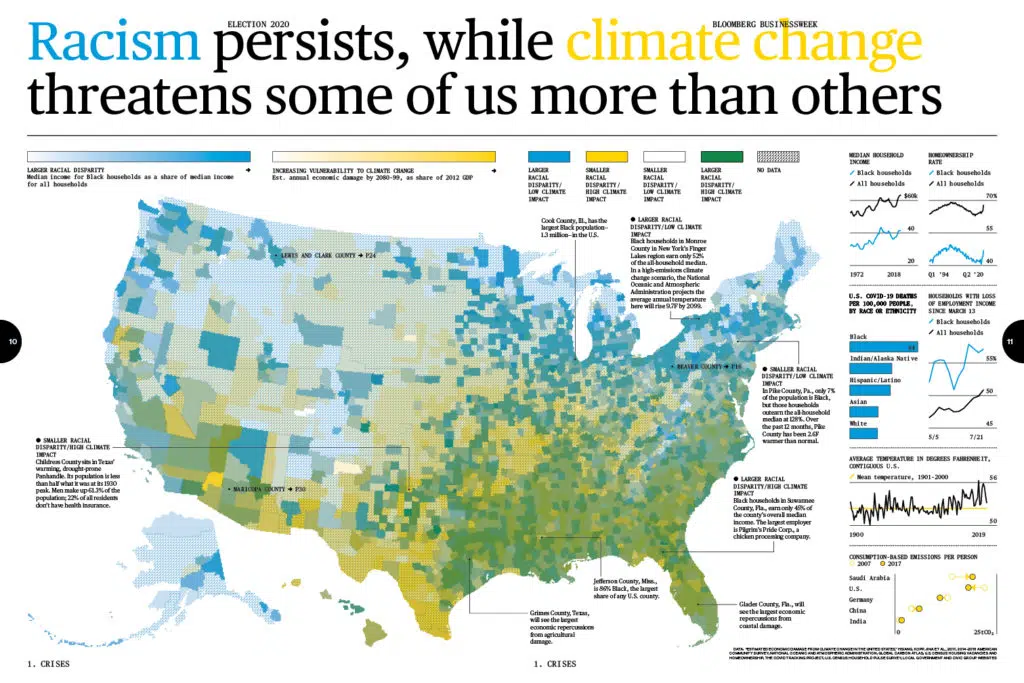 ELECTION 2020
BLOOMBERG BUSINESSWEEK
Racism persists, while climate change
threatens some of us more than others
LARGER RACIAL DISPARITY
Median income for Black households as a share of median income
for all households
INCREASING VULNERABILITY TO CLIMATE CHANGE
Est. annual economic damage by 2080-99, as share of 2012 GDP
LARGER
RACIAL
DISPARITY/
LOW CLIMATE
IMPACT
SMALLER
RACIAL
DISPARITY/
HIGH CLIMATE
IMPACT
SMALLER
RACIAL
DISPARITY/
LOW CLIMATE
IMPACT
LARGER
RACIAL
DISPARITY/
HIGH CLIMATE
IMPACT
NO DATA
Cook County, Ill., has the
largest Black population–
1.3 million–in the U.S.
LARGER RACIAL
DISPARITY/LOW CLIMATE
IMPACT
Black households in Monroe
County in New York's Finger
Lakes region earn only 52%
of the all-household median.
In a high-emissions climate
change scenario, the National
Oceanic and Atmospheric
Administration projects the
average annual temperature
here will rise 9.7F by 2099.
LEWIS AND CLARK COUNTY → P24
BEAVER COUNTY → P16
MARICOPA COUNTY → P30
10
11
SMALLER RACIAL
DISPARITY/LOW CLIMATE
IMPACT
In Pike County, Pa., only 7%
of the population is Black,
but those households
outearn the all-household
median at 128%. Over
the past 12 months, Pike
County has been 2.6F
warmer than normal.
SMALLER RACIAL
DISPARITY/HIGH CLIMATE
IMPACT
Childress County sits in Texas'
warming, drought-prone
Panhandle. Its population is less
than half what it was at its 1930
peak. Men make up 61.3% of the
population; 22% of all residents
don't have health insurance.
LARGER RACIAL
DISPARITY/HIGH CLIMATE
IMPACT
Black households in Suwannee
County, Fla., earn only 45% of
the county's overall median
income. The largest employer
is Pilgrim's Pride Corp., a
chicken processing company.
Jefferson County, Miss.,
is 86% Black, the largest
share of any U.S. county.
Grimes County, Texas,
will see the largest
economic repercussions
from agricultural
damage.
Glades County, Fla., will
see the largest economic
repercussions from
coastal damage.
MEDIAN HOUSEHOLD
INCOME
Black households
All households
$60k
40
20
1972
2018
HOMEOWNERSHIP
RATE
Black households
All households
70%
55
40
Q1 '94
Q2 '20
U.S. COVID-19 DEATHS
PER 100,000 PEOPLE,
BY RACE OR ETHNICITY
Black
Indian/Alaska Native
Hispanic/Latino
Asian
White
HOUSEHOLDS WITH LOSS
OF EMPLOYMENT INCOME
SINCE MARCH 13
Black households
All households
55%
50
45
5/5
7/21
AVERAGE TEMPERATURE IN DEGREES FAHRENHEIT,
CONTIGUOUS U.S.
Mean temperature, 1901-2000
56
50
1900
2019
CONSUMPTION-BASED EMISSIONS PER PERSON
2007
2017
Saudi Arabia
U.S.
Germany
China
India
0
25tCO₂
1. CRISES
1. CRISES